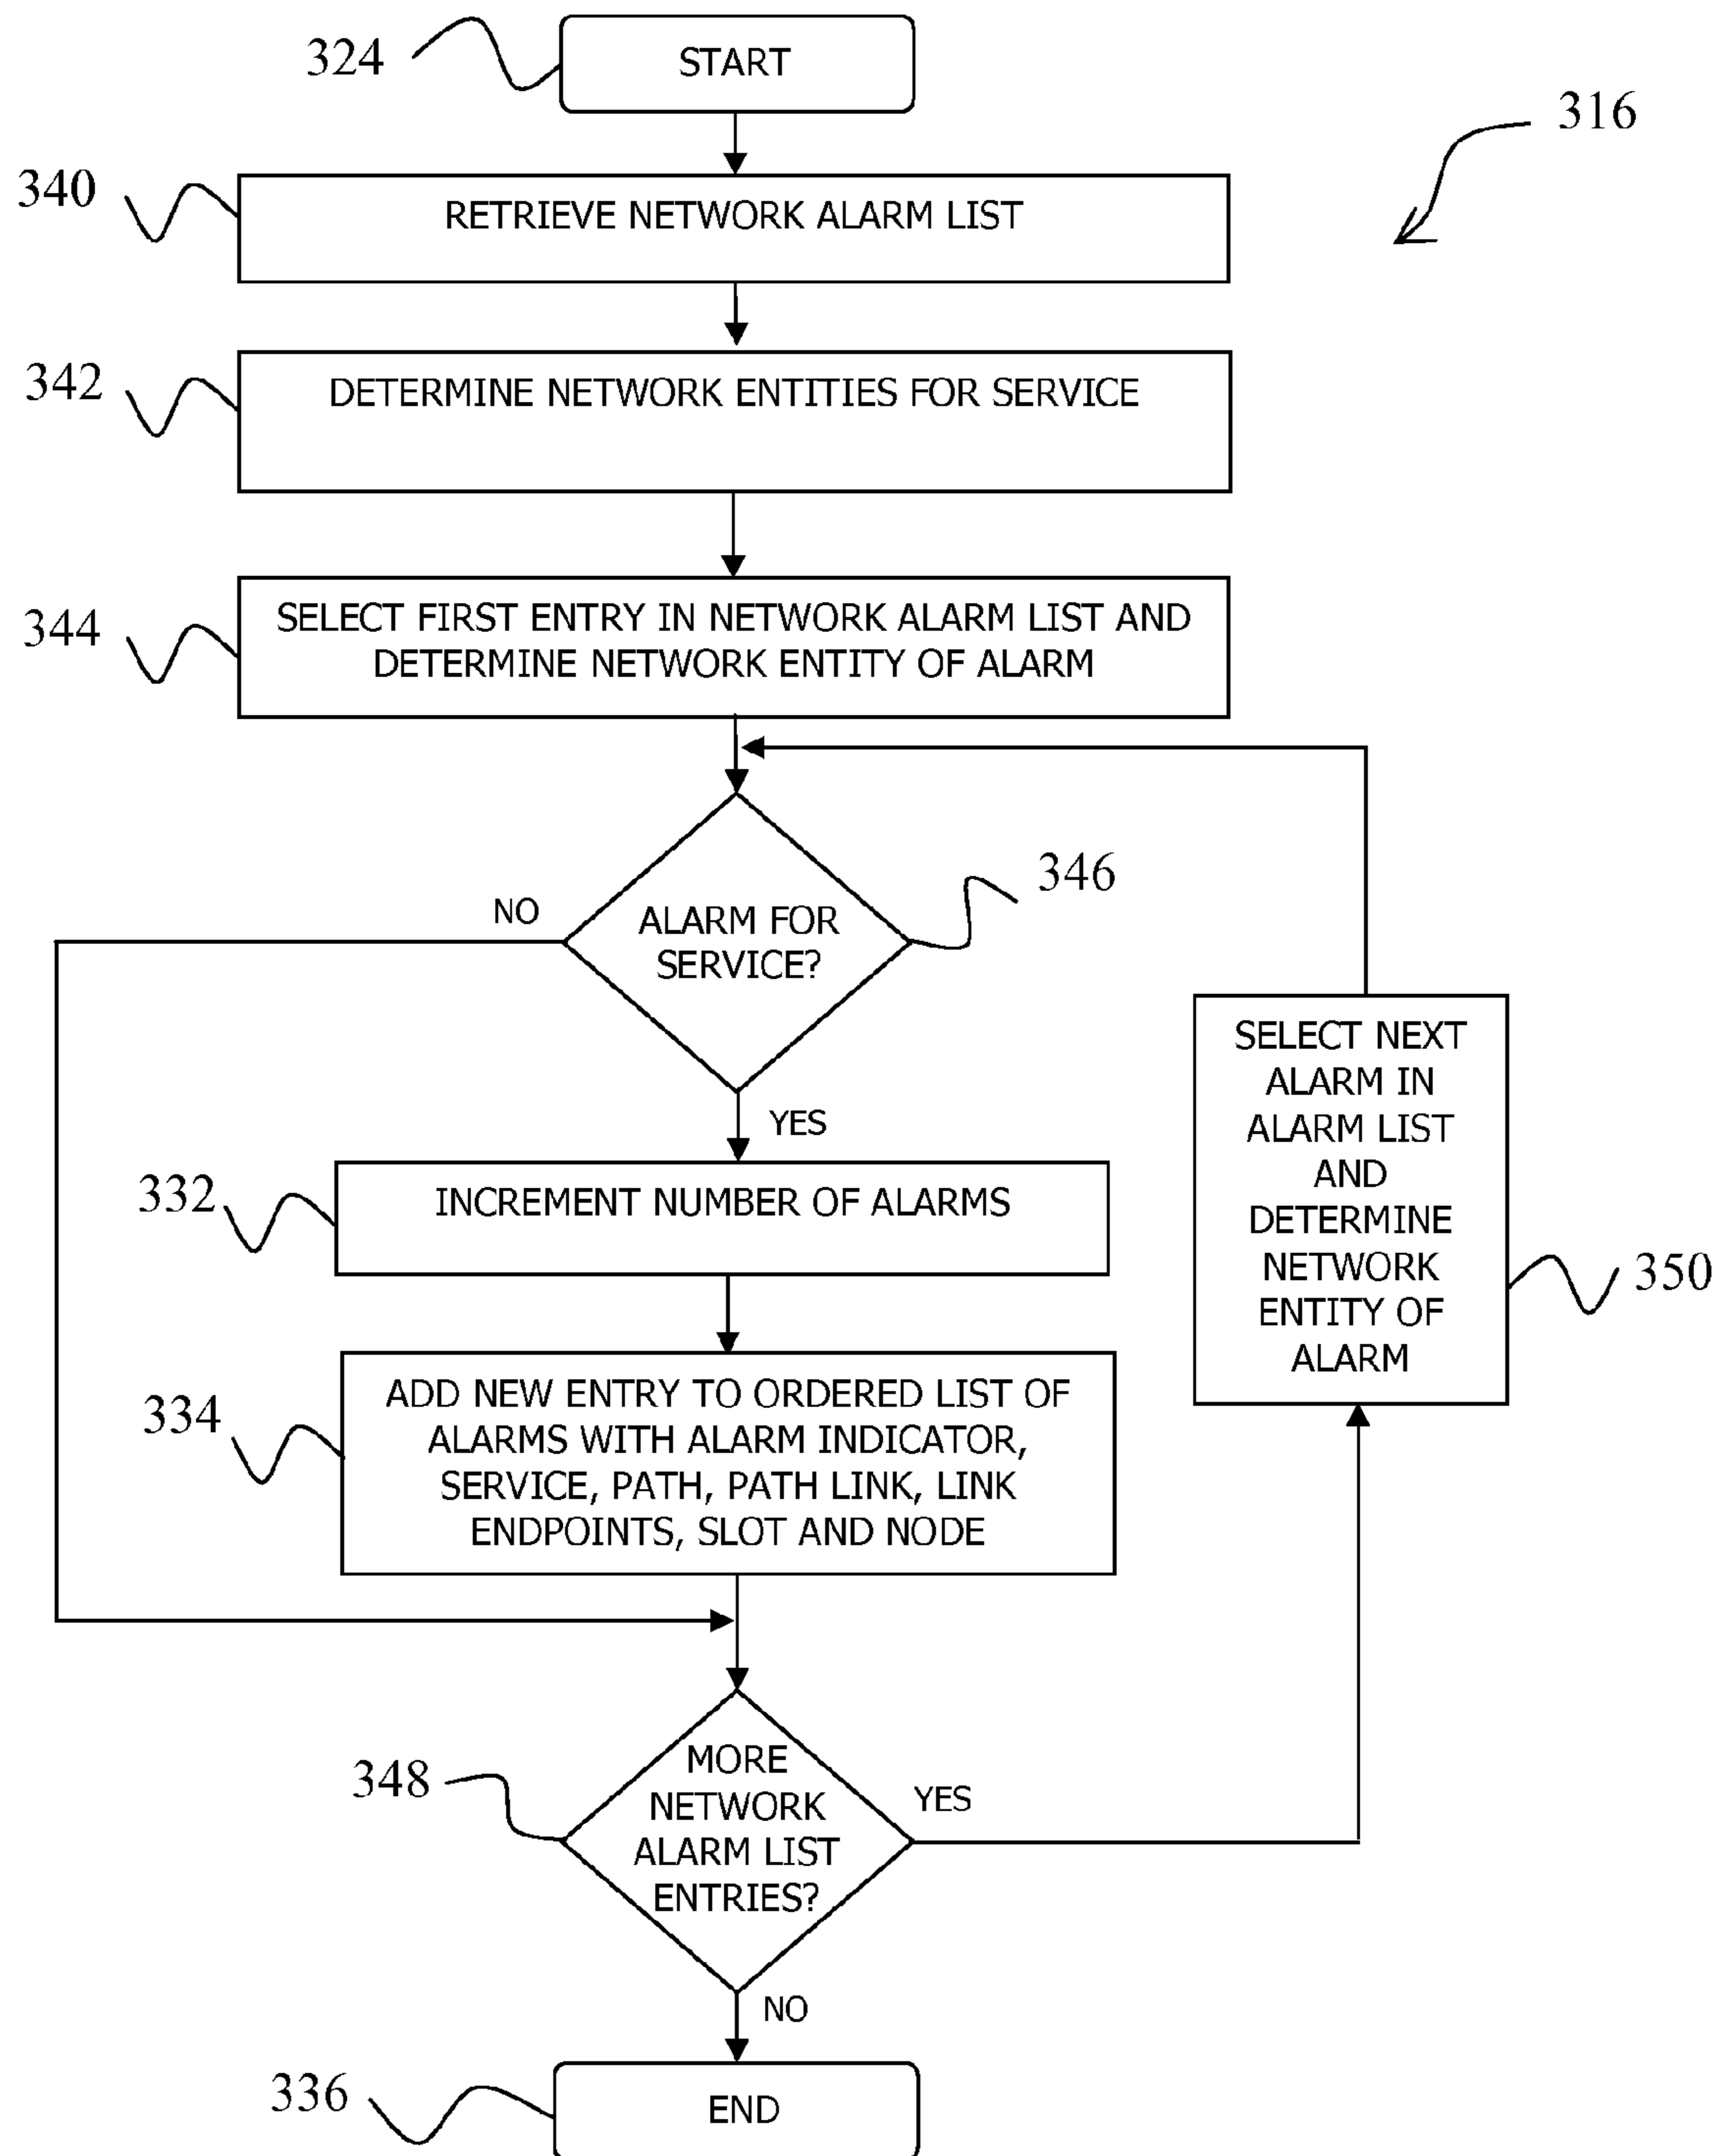 324
START
316
340
RETRIEVE NETWORK ALARM LIST
342
DETERMINE NETWORK ENTITIES FOR SERVICE
344
SELECT FIRST ENTRY IN NETWORK ALARM LIST AND
DETERMINE NETWORK ENTITY OF ALARM
346
NO
ALARM FOR
SERVICE?
YES
332
INCREMENT NUMBER OF ALARMS
334
ADD NEW ENTRY TO ORDERED LIST OF
ALARMS WITH ALARM INDICATOR,
SERVICE, PATH, PATH LINK, LINK
ENDPOINTS, SLOT AND NODE
SELECT NEXT
ALARM IN
ALARM LIST
AND
DETERMINE
NETWORK
ENTITY OF
ALARM
350
348
MORE
NETWORK
ALARM LIST
ENTRIES?
YES
NO
336
END